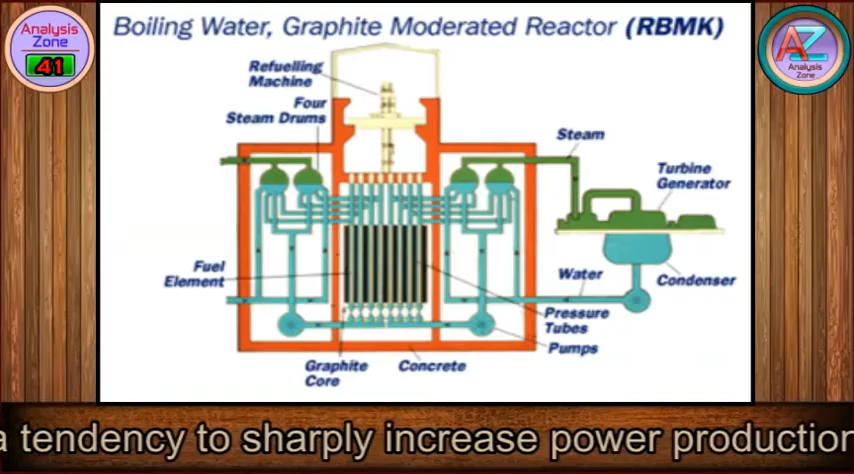 Analysis
Zone
41
Boiling Water, Graphite Moderated Reactor (RBMK)
AZ
Analysis
Zone
Refuelling
Machine
Four
Steam Drums
Steam
Turbine
Generator
Fuel
Element
Water
Condenser
Pressure
Tubes
Pumps
Graphite
Core
Concrete
a tendency to sharply increase power production